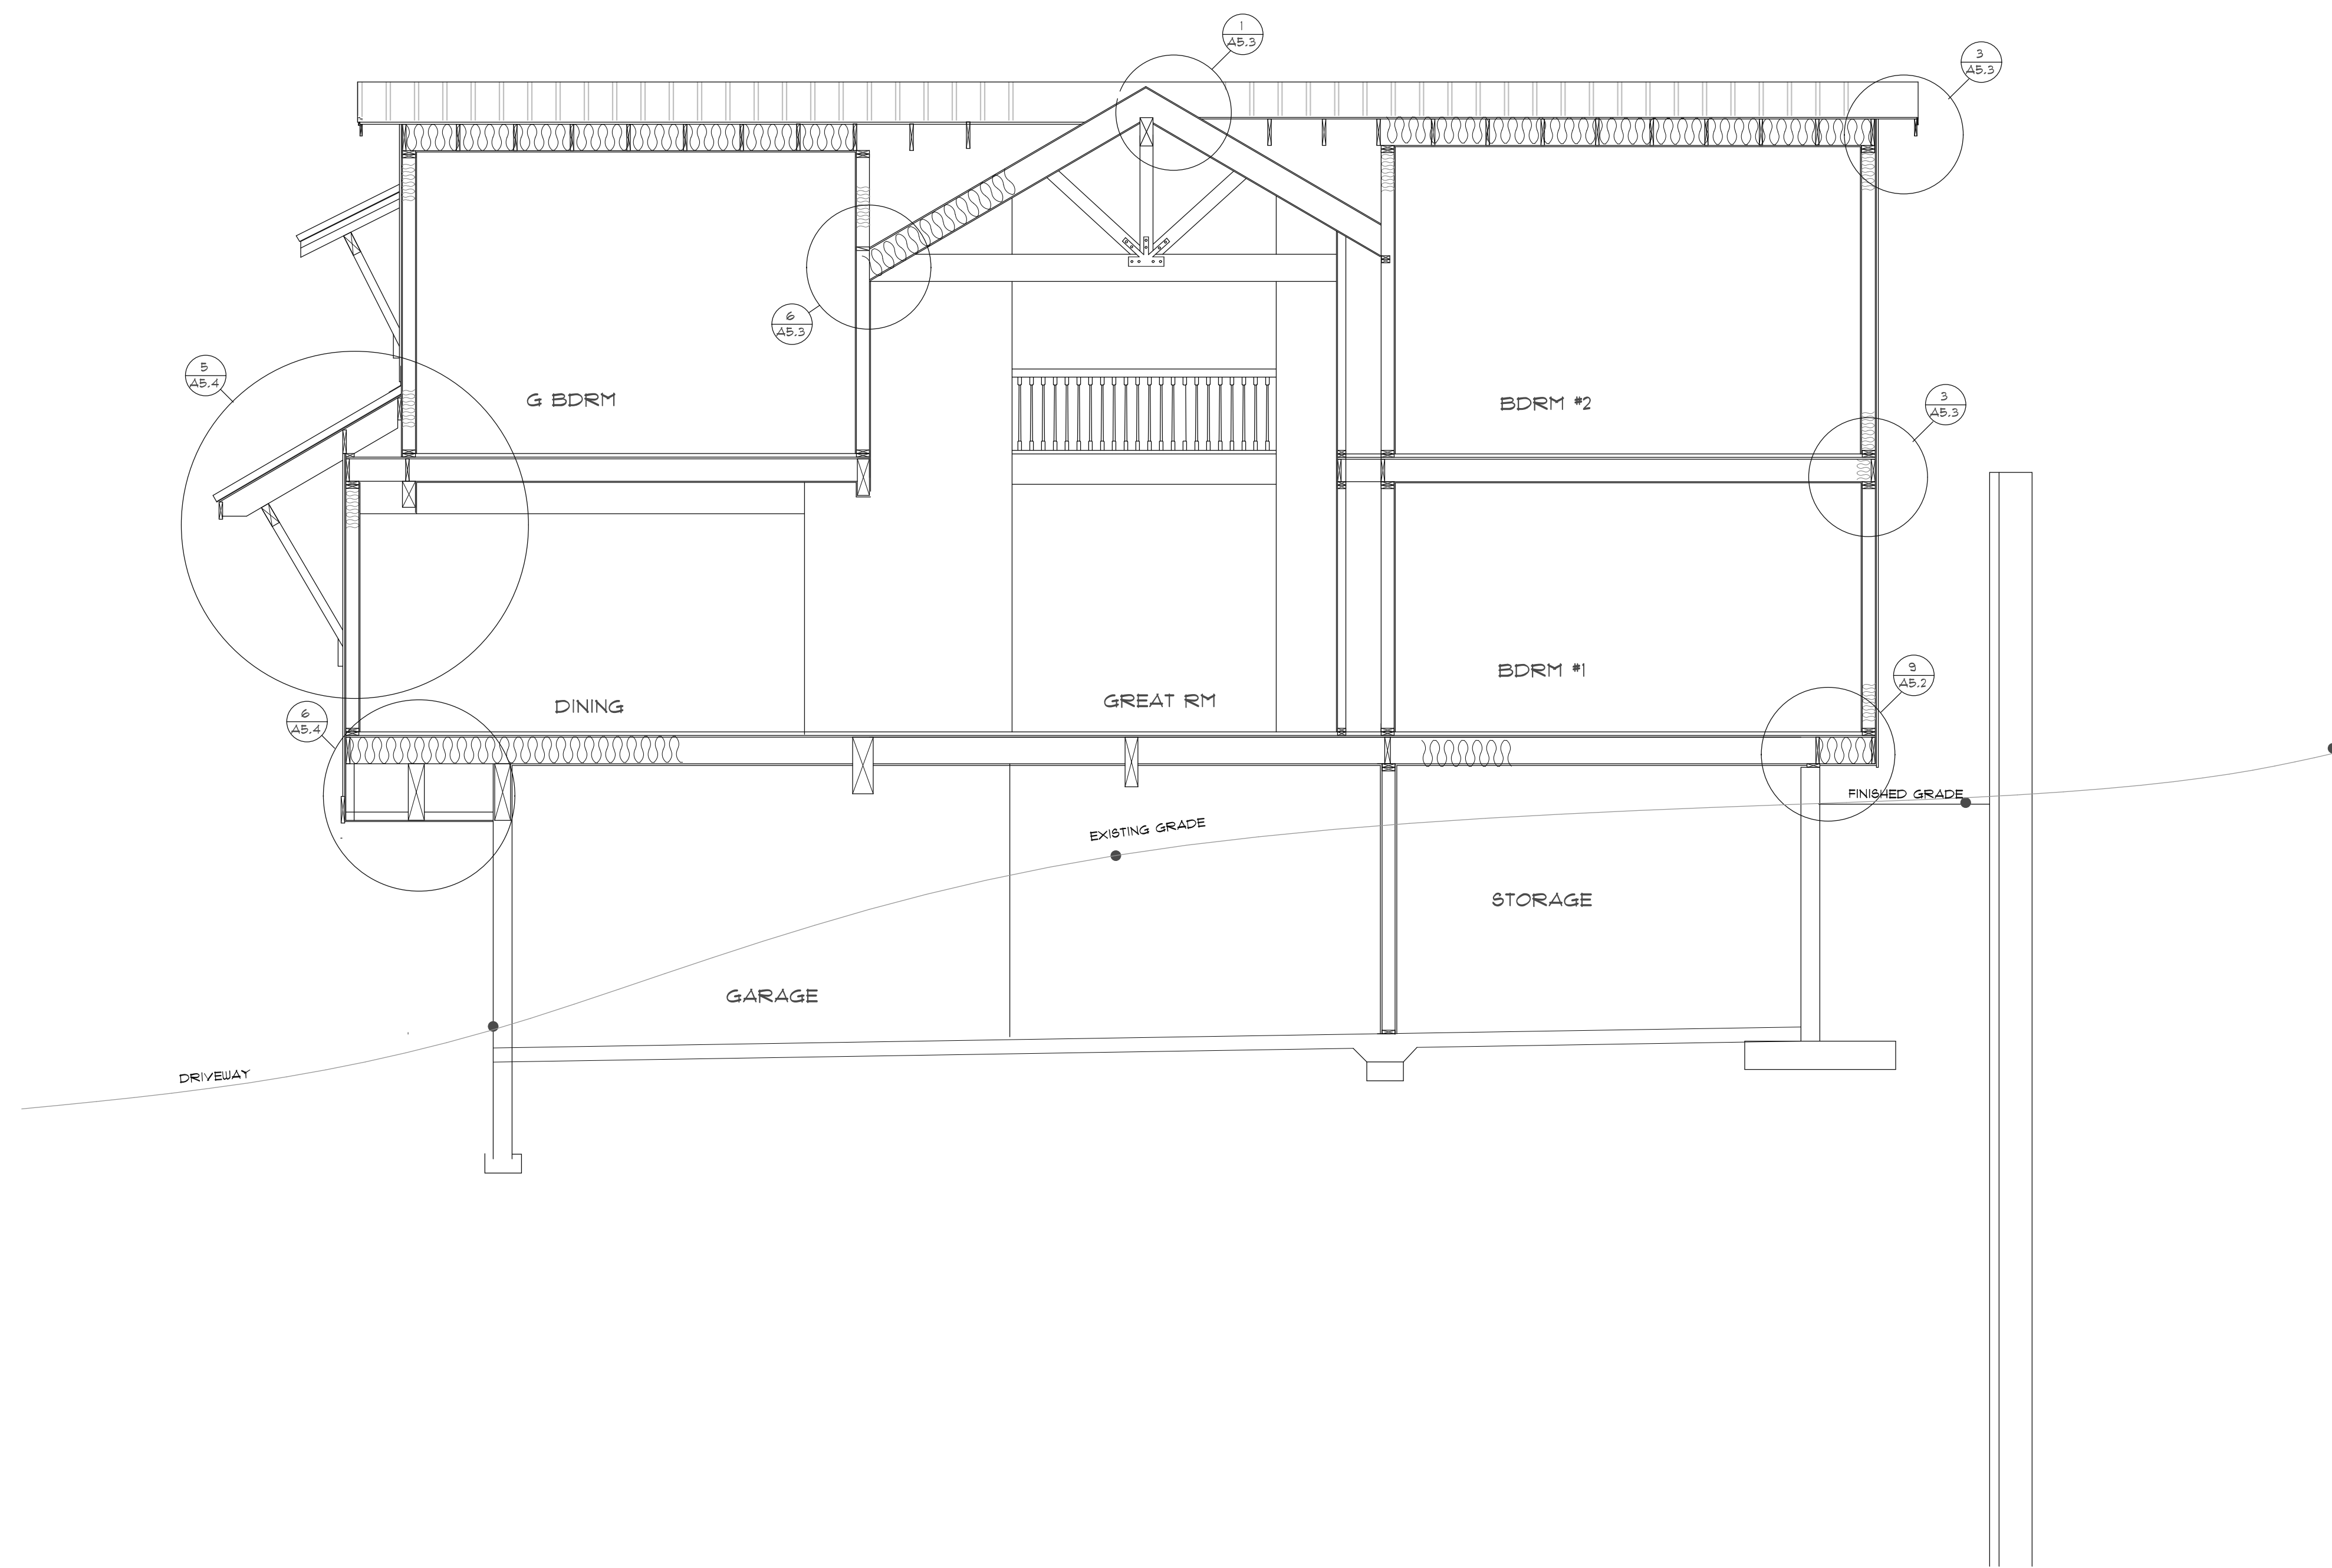 1
A5.3
3
A5.3
6
A5.3
5
A5.4
G BDRM
BDRM #2
3
A5.3
BDRM #1
9
A5.2
DINING
GREAT RM
6
A5.4
FINISHED GRADE
EXISTING GRADE
STORAGE
GARAGE
DRIVEWAY